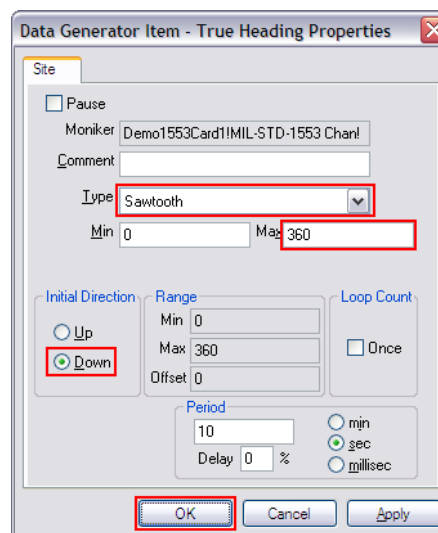 Data Generator Item - True Heading Properties
Site
Pause
Moniker Demo1553Card1!MIL-STD-1553 Chan!
Comment
Type Sawtooth
Min 0 Max 360
Initial Direction Range Loop Count
Up Min 0
Down Max 360 Once
Offset 0
Period
10 min
sec
Delay 0 % millisec
OK Cancel Apply